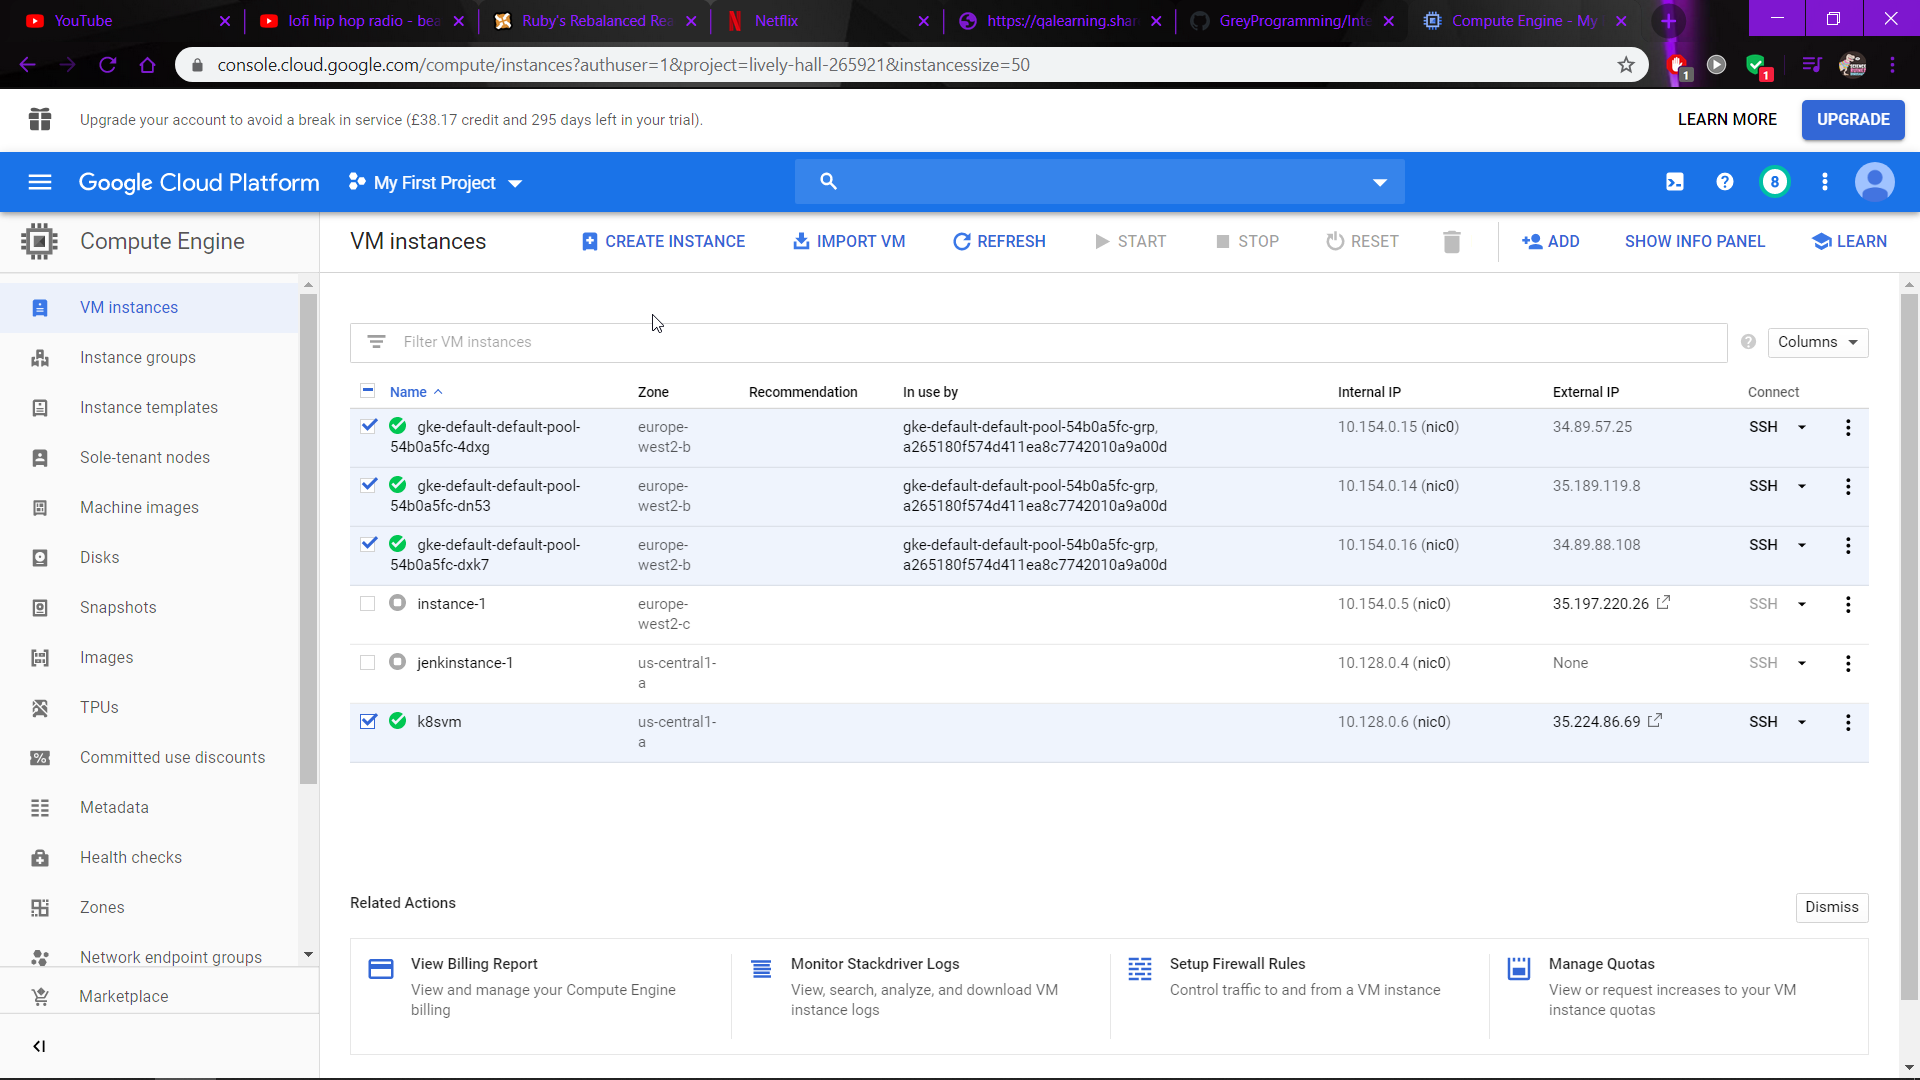 YouTube
lofi hip hop radio - bea
Ruby's Rebalanced Rea
Netflix
https://qalearning.shar
GreyProgramming/Inte
Compute Engine - My
console.cloud.google.com/compute/instances?authuser=1&project=lively-hall-265921&instancessize=50
1
1
Upgrade your account to avoid a break in service (£38.17 credit and 295 days left in your trial).
LEARN MORE
UPGRADE
Google Cloud Platform
My First Project
8
Compute Engine
VM instances
CREATE INSTANCE
IMPORT VM
REFRESH
START
STOP
RESET
ADD
SHOW INFO PANEL
LEARN
VM instances
Instance groups
Instance templates
Sole-tenant nodes
Machine images
Disks
Snapshots
Images
TPUs
Committed use discounts
Metadata
Health checks
Zones
Network endpoint groups
Marketplace
Filter VM instances
Columns
Name Zone Recommendation In use by Internal IP External IP Connect
gke-default-default-pool- europe- gke-default-default-pool-54b0a5fc-grp, 10.154.0.15 (nic0) 34.89.57.25 SSH
54b0a5fc-4dxg west2-b a265180f574d411ea8c7742010a9a00d
gke-default-default-pool- europe- gke-default-default-pool-54b0a5fc-grp, 10.154.0.14 (nic0) 35.189.119.8 SSH
54b0a5fc-dn53 west2-b a265180f574d411ea8c7742010a9a00d
gke-default-default-pool- europe- gke-default-default-pool-54b0a5fc-grp, 10.154.0.16 (nic0) 34.89.88.108 SSH
54b0a5fc-dxk7 west2-b a265180f574d411ea8c7742010a9a00d
instance-1 europe- 10.154.0.5 (nic0) 35.197.220.26 SSH
west2-c
jenkinstance-1 us-central1- 10.128.0.4 (nic0) None SSH
a
k8svm us-central1- 10.128.0.6 (nic0) 35.224.86.69 SSH
a
Related Actions
Dismiss
View Billing Report
View and manage your Compute Engine
billing
Monitor Stackdriver Logs
View, search, analyze, and download VM
instance logs
Setup Firewall Rules
Control traffic to and from a VM instance
Manage Quotas
View or request increases to your VM
instance quotas